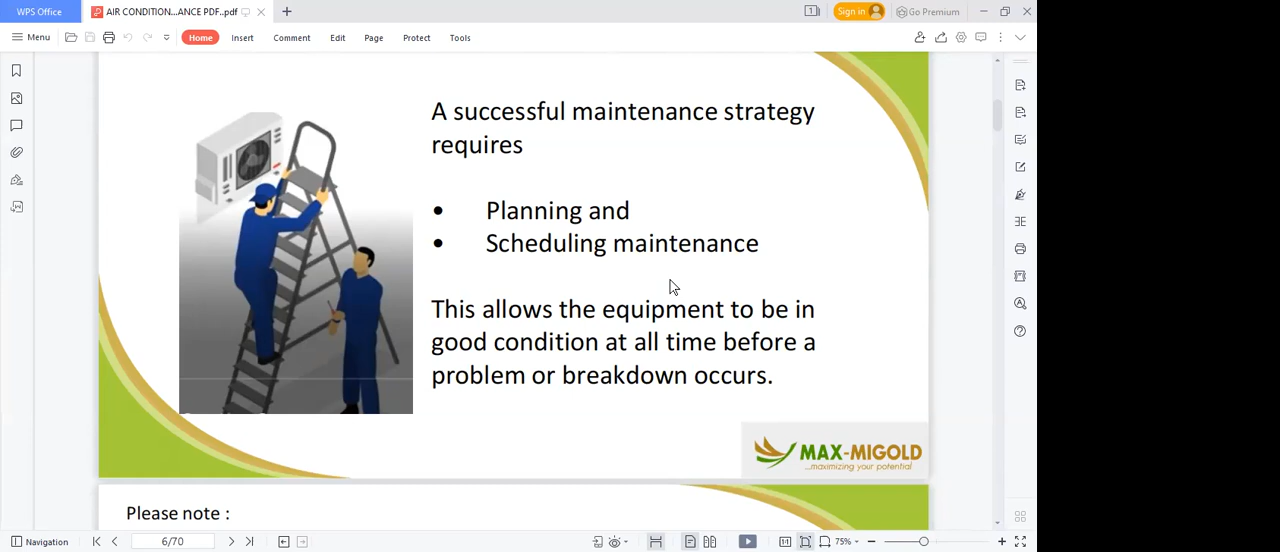 WPS Office
AIR CONDITION...ANCE PDF..pdf
1
Sign in
Go Premium
Menu
Home
Insert
Comment
Edit
Page
Protect
Tools
A successful maintenance strategy
requires
• Planning and
• Scheduling maintenance
This allows the equipment to be in
good condition at all time before a
problem or breakdown occurs.
MAX-MIGOLD
...maximizing your potential
Please note :
Navigation
6/70
75%